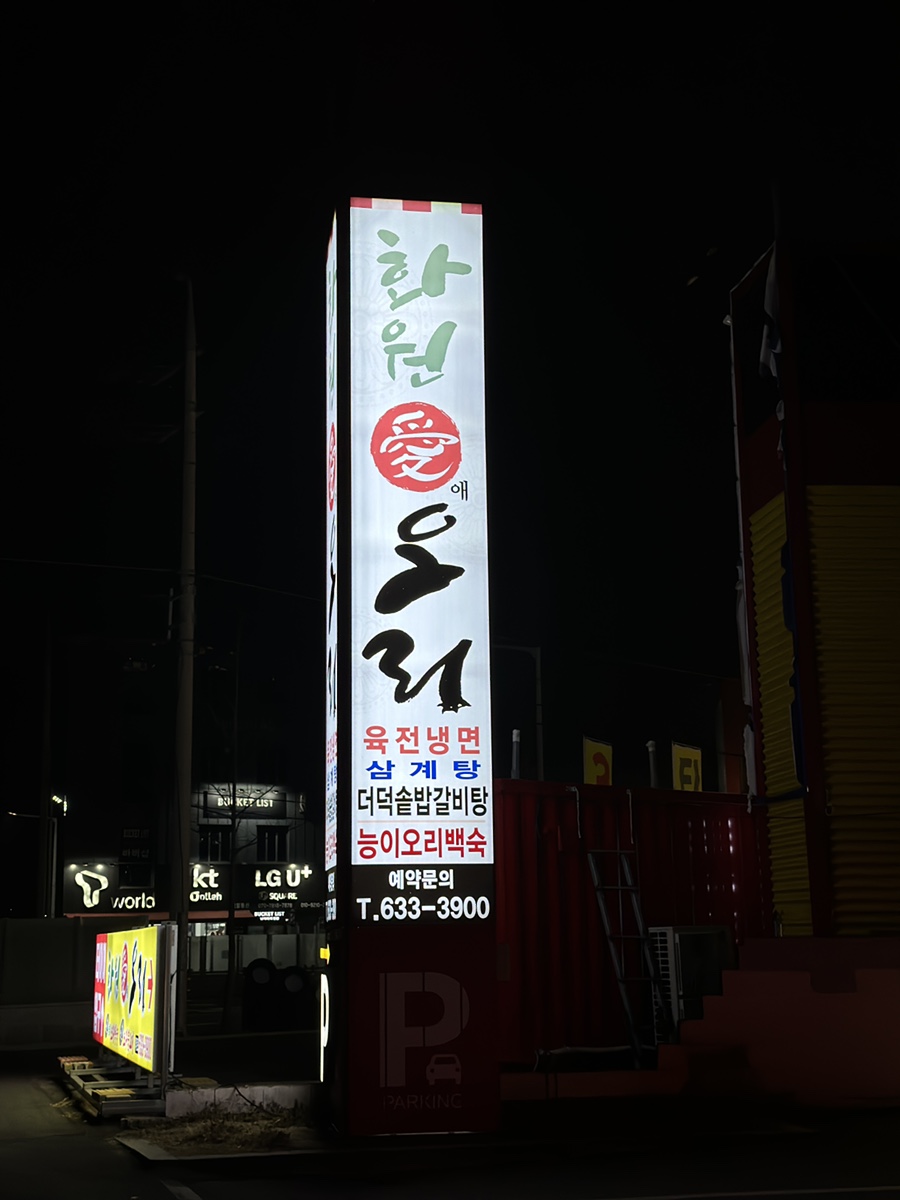 화
원
愛
애
오
리
육전냉면
삼계탕
더덕솥밥갈비탕
능이오리백숙
예약문의
T.633-3900
P
PARKING
BUCKET LIST
T world
kt
LG U+
SQUARE
BUCKET LIST
P